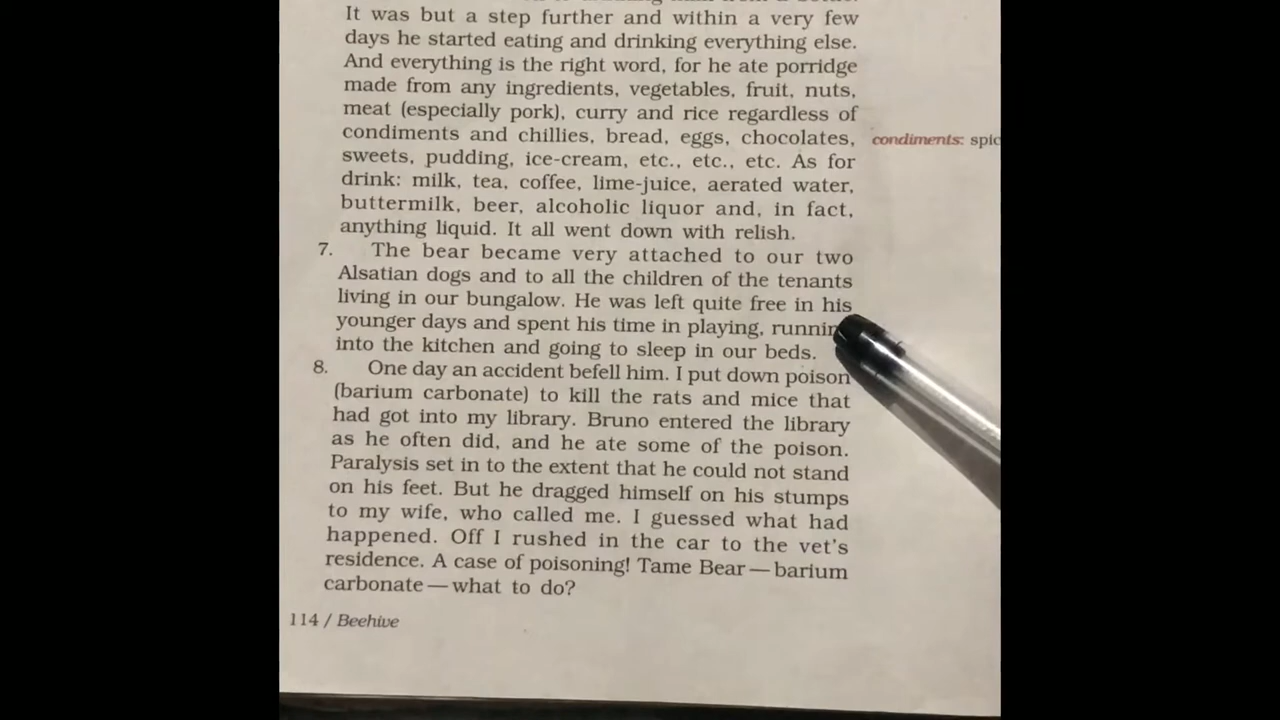 It was but a step further and within a very few
days he started eating and drinking everything else.
And everything is the right word, for he ate porridge
made from any ingredients, vegetables, fruit, nuts,
meat (especially pork), curry and rice regardless of
condiments and chillies, bread, eggs, chocolates,
condiments: spic
sweets, pudding, ice-cream, etc., etc., etc. As for
drink: milk, tea, coffee, lime-juice, aerated water,
buttermilk, beer, alcoholic liquor and, in fact,
anything liquid. It all went down with relish.
7. The bear became very attached to our two
Alsatian dogs and to all the children of the tenants
living in our bungalow. He was left quite free in his
younger days and spent his time in playing, runnin
into the kitchen and going to sleep in our beds.
8. One day an accident befell him. I put down poison
(barium carbonate) to kill the rats and mice that
had got into my library. Bruno entered the library
as he often did, and he ate some of the poison.
Paralysis set in to the extent that he could not stand
on his feet. But he dragged himself on his stumps
to my wife, who called me. I guessed what had
happened. Off I rushed in the car to the vet's
residence. A case of poisoning! Tame Bear — barium
carbonate — what to do?
114 / Beehive